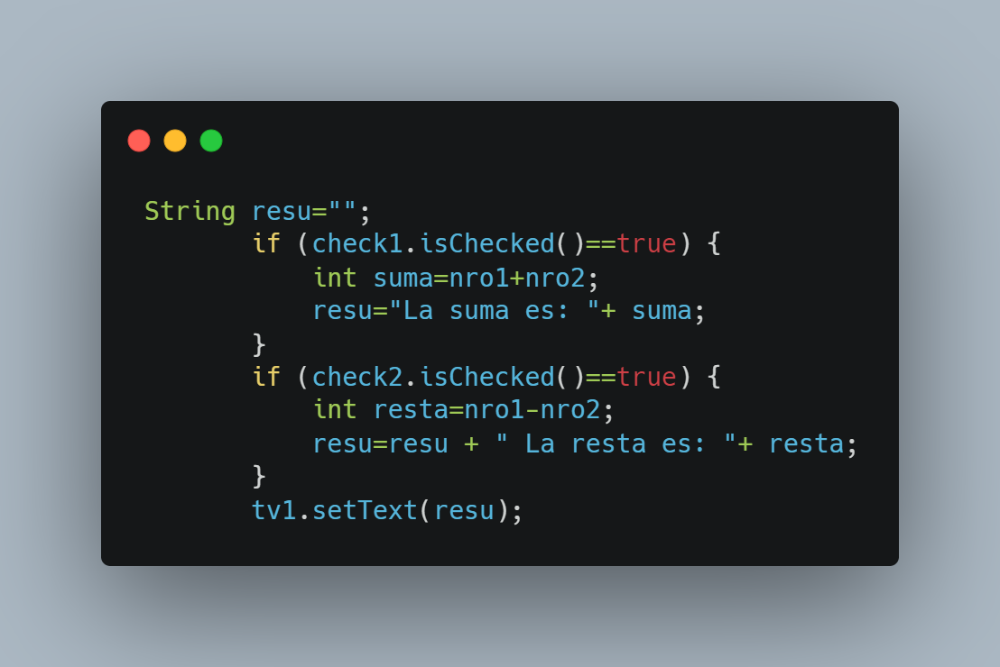 String resu="";
if (check1.isChecked()==true) {
int suma=nro1+nro2;
resu="La suma es: "+ suma;
}
if (check2.isChecked()==true) {
int resta=nro1-nro2;
resu=resu + " La resta es: "+ resta;
}
tv1.setText(resu);